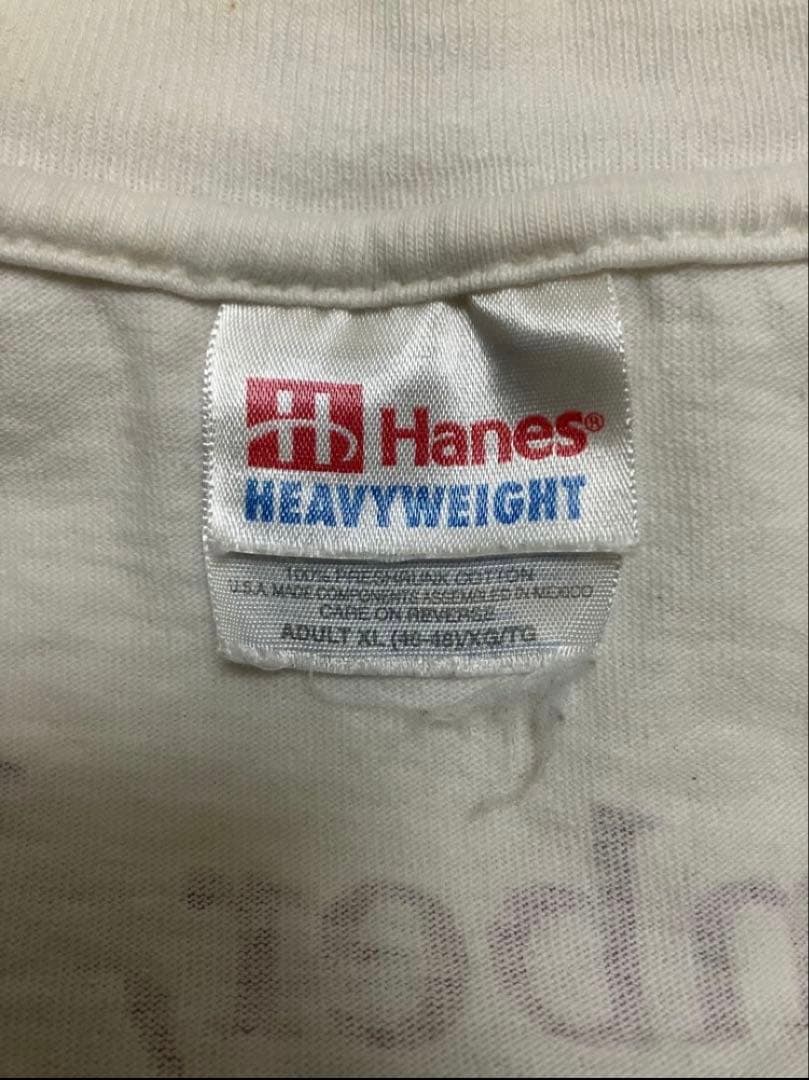 H Hanes®
HEAVYWEIGHT
100% PRESHRUNK COTTON
U.S.A. MADE COMPONENTS ASSEMBLED IN MEXICO
CARE ON REVERSE
ADULT XL (46-48)/XG/TG